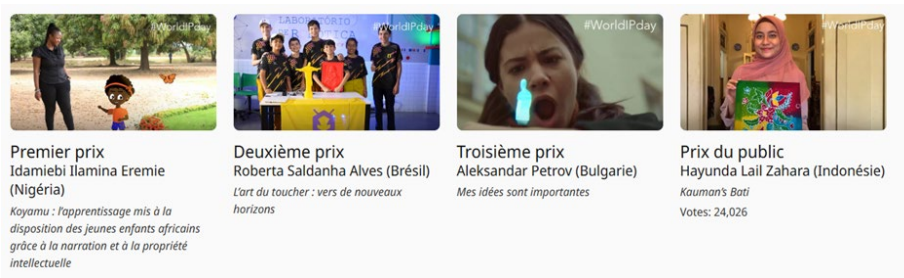 #WorldIPday
Premier prix
Idamiebi Ilamina Eremie
(Nigéria)
Koyamu : l'apprentissage mis à la
disposition des jeunes enfants africains
grâce à la narration et à la propriété
intellectuelle
LABORATÓRIO
#WorldIPday
Deuxième prix
Roberta Saldanha Alves (Brésil)
L'art du toucher : vers de nouveaux
horizons
#WorldIPday
Troisième prix
Aleksandar Petrov (Bulgarie)
Mes idées sont importantes
#WorldIPday
Prix du public
Hayunda Lail Zahara (Indonésie)
Kauman's Bati
Votes: 24,026